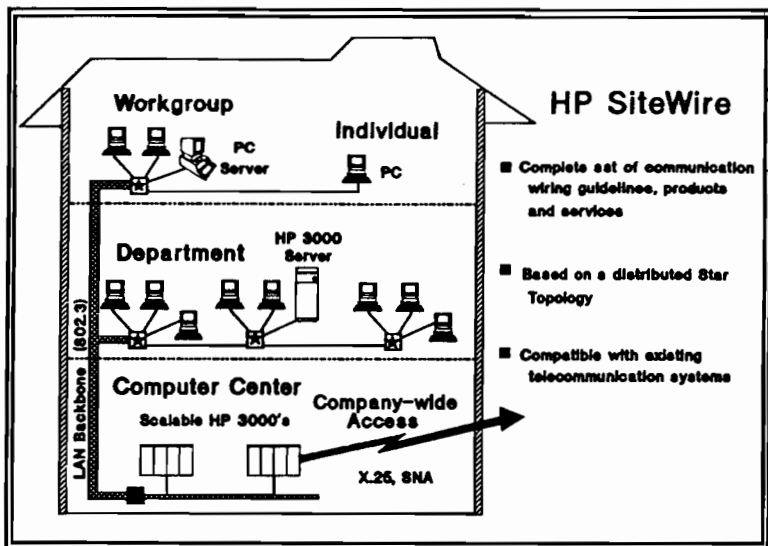 Workgroup
PC
Server
Individual
PC
Department
HP 3000
Server
LAN Backbone (802.3)
Computer Center
Scalable HP 3000's
Company-wide
Access
X.25, SNA
HP SiteWire
Complete set of communication
wiring guidelines, products
and services
Based on a distributed Star
Topology
Compatible with existing
telecommunication systems